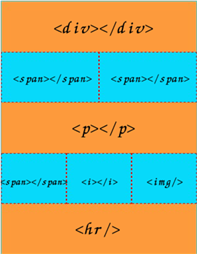 <div></div>
<span></span> <span></span>
<p></p>
<span></span> <i></i> <img/>
<hr/>